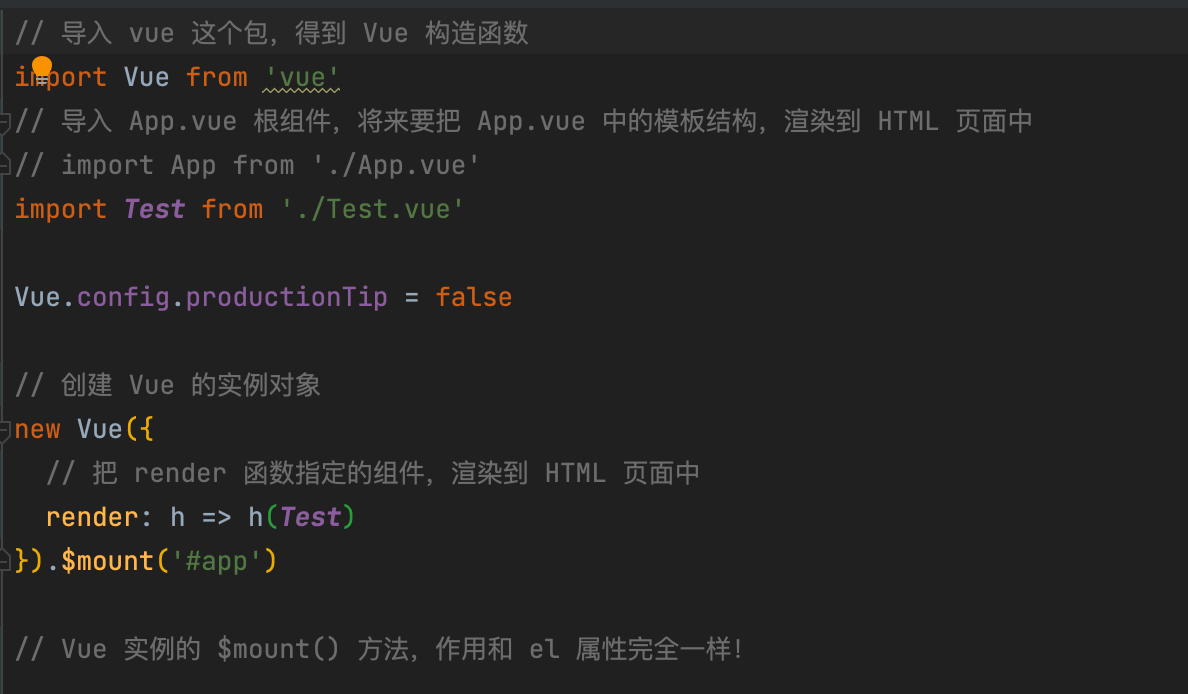 // 导入 vue 这个包，得到 Vue 构造函数
import Vue from 'vue'
// 导入 App.vue 根组件，将来要把 App.vue 中的模板结构，渲染到 HTML 页面中
// import App from './App.vue'
import Test from './Test.vue'
Vue.config.productionTip = false
// 创建 Vue 的实例对象
new Vue({
// 把 render 函数指定的组件，渲染到 HTML 页面中
render: h => h(Test)
}).$mount('#app')
// Vue 实例的 $mount() 方法，作用和 el 属性完全一样！